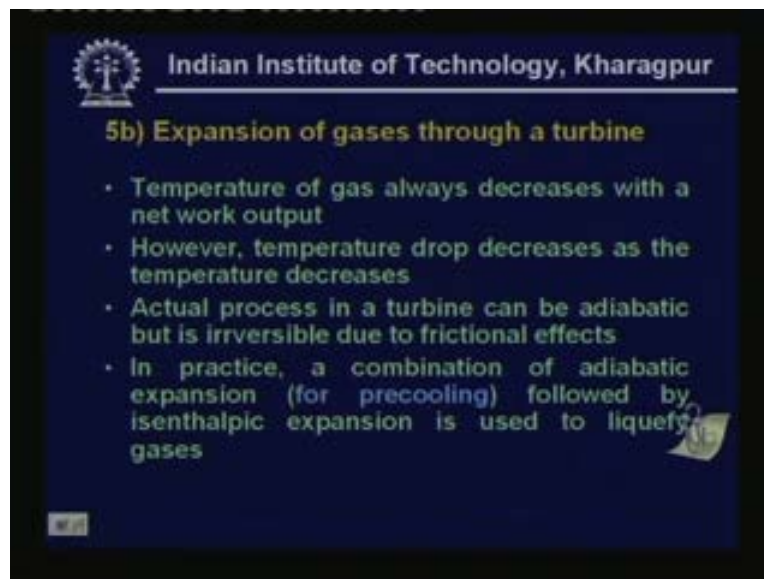 Indian Institute of Technology, Kharagpur
5b) Expansion of gases through a turbine
• Temperature of gas always decreases with a
net work output
• However, temperature drop decreases as the
temperature decreases
• Actual process in a turbine can be adiabatic
but is irrversible due to frictional effects
• In practice, a combination of adiabatic
expansion (for precooling) followed by
isenthalpic expansion is used to liquefy
gases